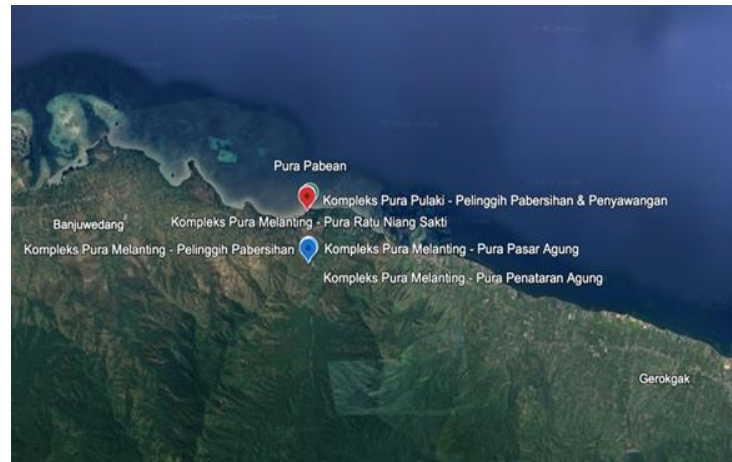 Pura Pabean
Kompleks Pura Pulaki - Pelinggih Pabersihan & Penyawangan
Kompleks Pura Melanting - Pura Ratu Niang Sakti
Banjuwedang
Kompleks Pura Melanting - Pelinggih Pabersihan
Kompleks Pura Melanting - Pura Pasar Agung
Kompleks Pura Melanting - Pura Penataran Agung
Gerokgak